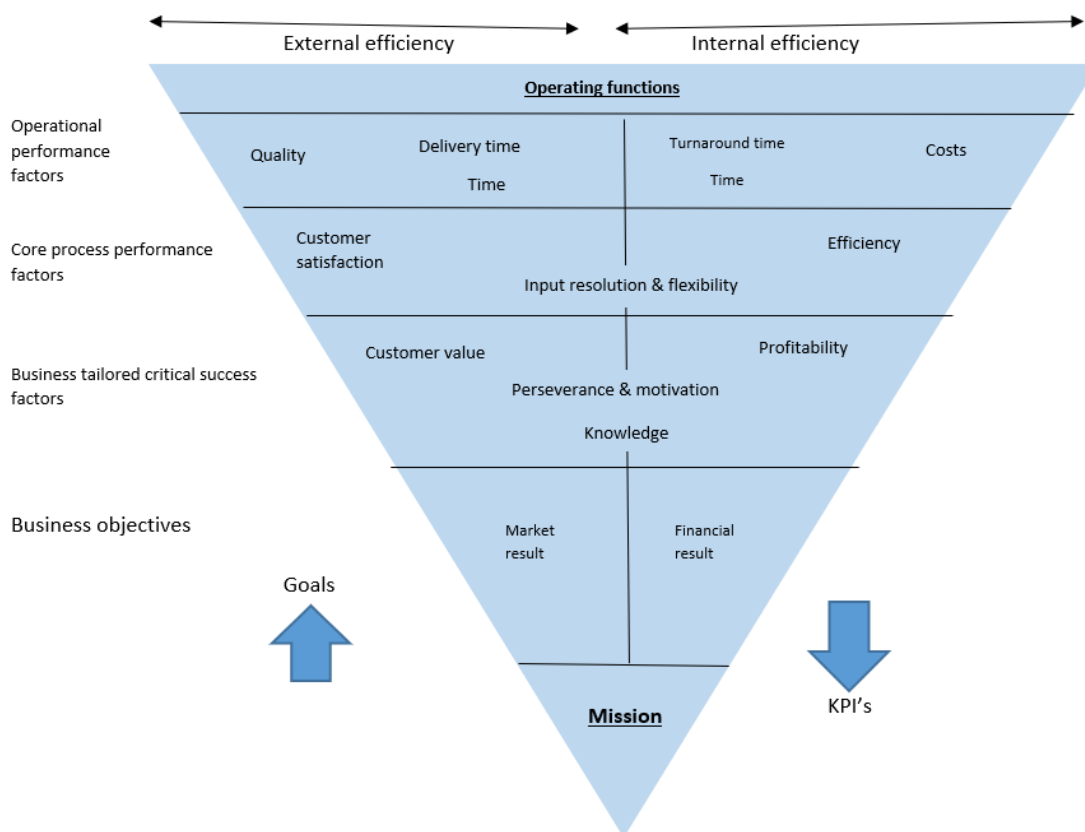 External efficiency
Internal efficiency
Operating functions
Operational
performance
factors
Quality
Delivery time
Time
Turnaround time
Time
Costs
Core process performance
factors
Customer
satisfaction
Efficiency
Input resolution & flexibility
Business tailored critical success
factors
Customer value
Profitability
Perseverance & motivation
Knowledge
Business objectives
Market
result
Financial
result
Goals
KPI's
Mission